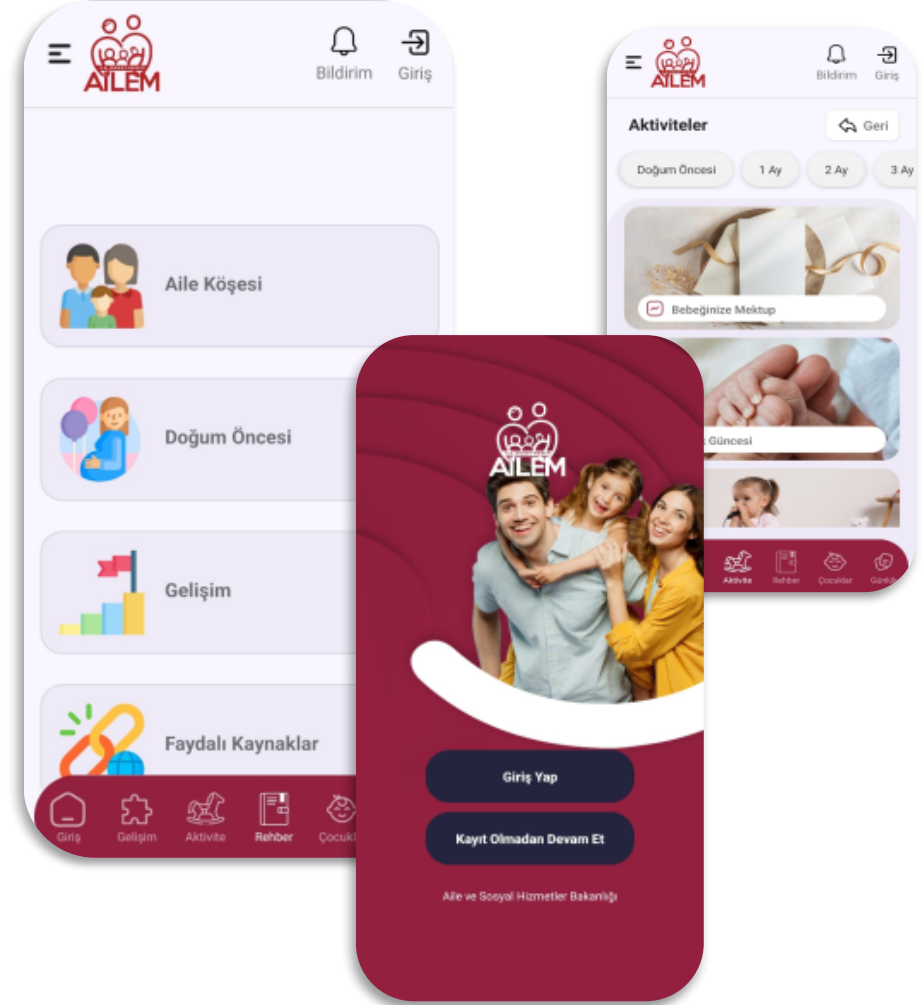 AİLEM
Bildirim
Giriş
Aile Köşesi
Doğum Öncesi
Gelişim
Faydalı Kaynaklar
Giriş
Gelişim
Aktivite
Rehber
Çocukl
AİLEM
Bildirim
Giriş
Aktiviteler
Geri
Doğum Öncesi
1 Ay
2 Ay
3 Ay
Bebeğinize Mektup
Güncesi
Aktivite
Rehber
Çocuklar
AİLEM
Giriş Yap
Kayıt Olmadan Devam Et
Aile ve Sosyal Hizmetler Bakanlığı